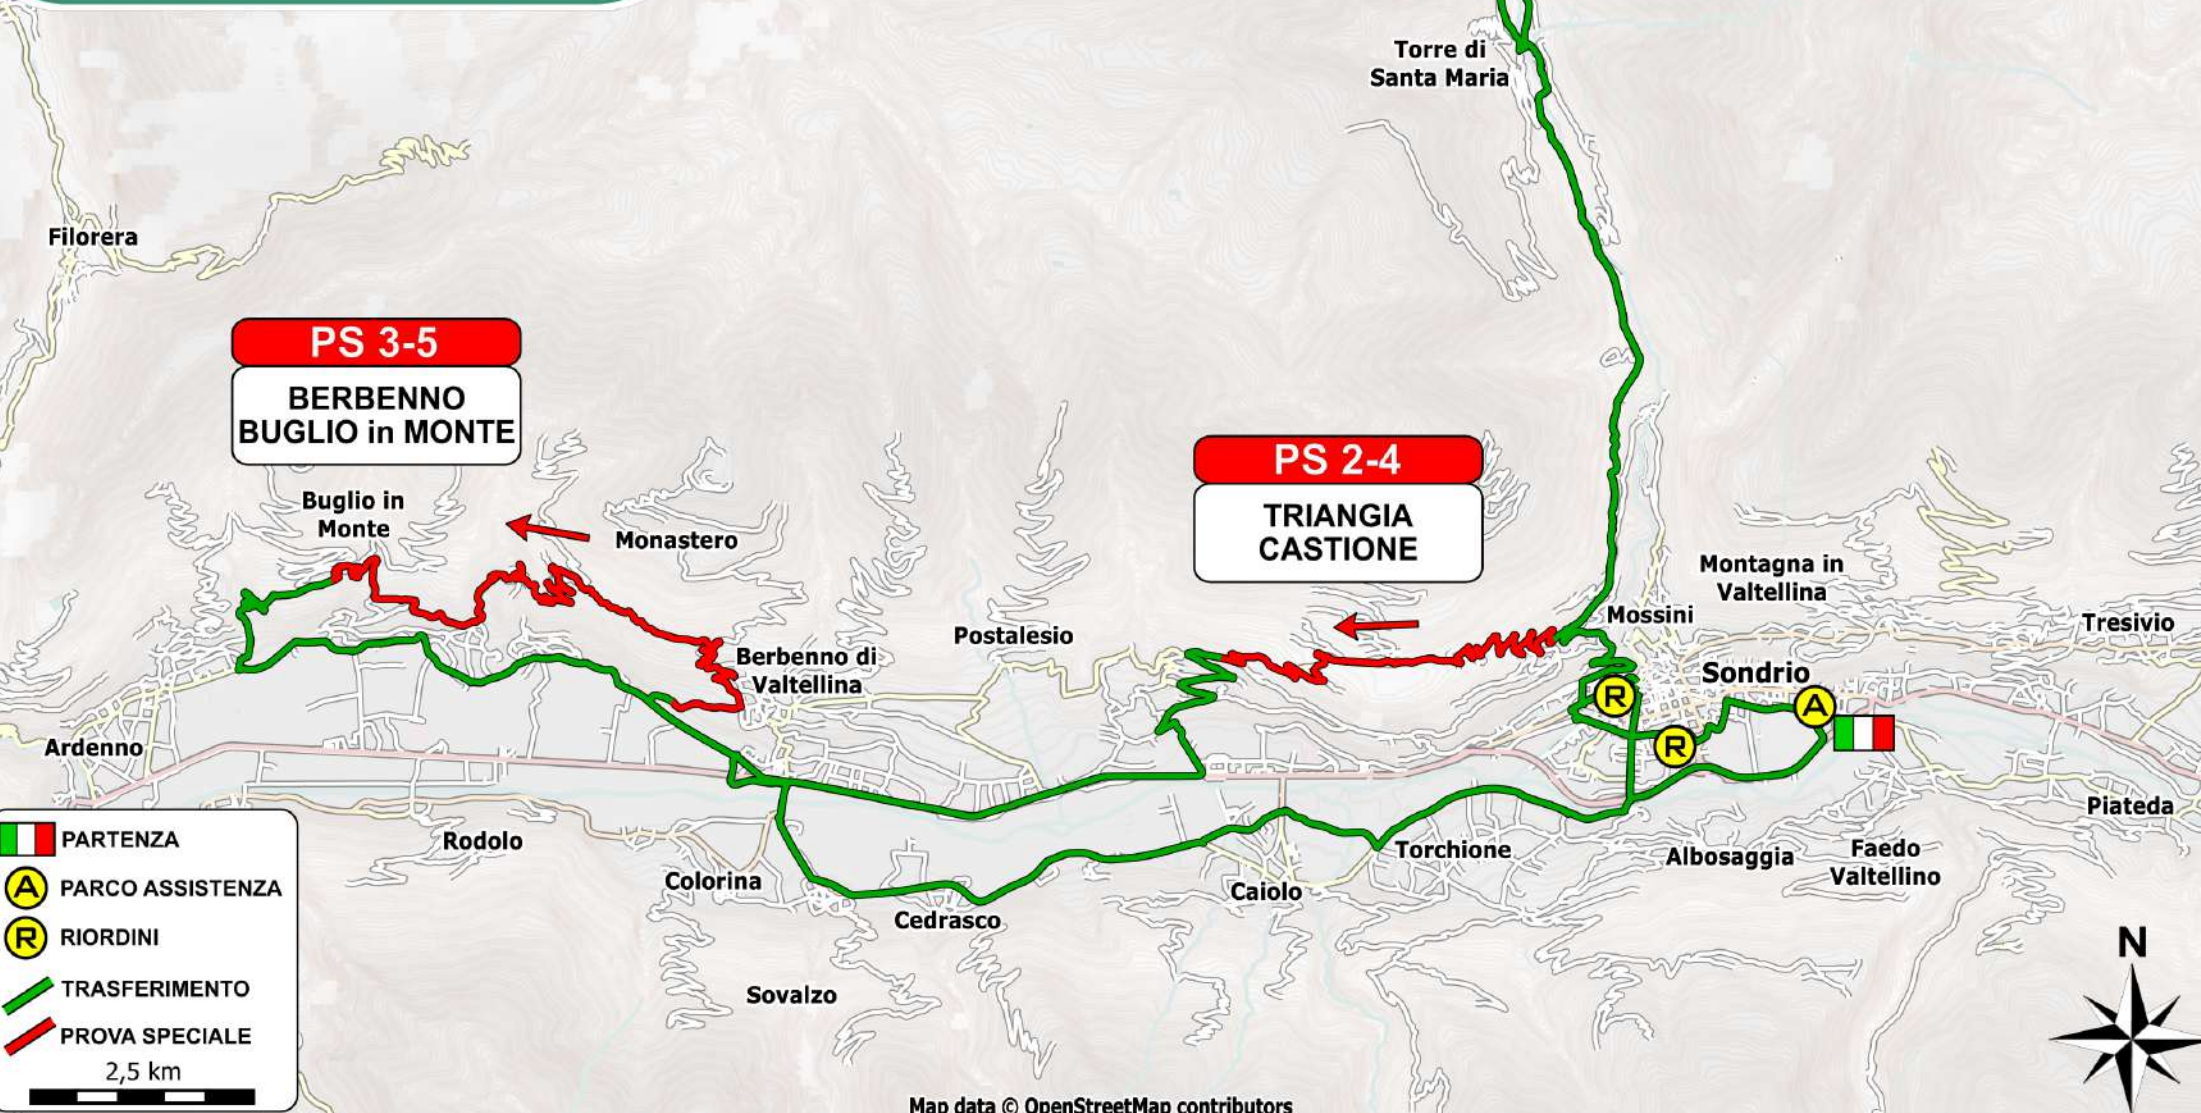 Torre di
Santa Maria
Filorera
PS 3-5
BERBENNO
BUGLIO in MONTE
PS 2-4
TRIANGIA
CASTIONE
Buglio in
Monte
Monastero
Montagna in
Valtellina
Mossini
Tresivio
Postalesio
Berbenno di
Valtellina
Sondrio
R
A
R
Ardenno
Piateda
Rodolo
Torchione
Albosaggia
Faedo
Valtellino
Colorina
Caiolo
Cedrasco
Sovalzo
PARTENZA
A PARCO ASSISTENZA
R RIORDINI
TRASFERIMENTO
PROVA SPECIALE
2,5 km
N
Map data © OpenStreetMap contributors